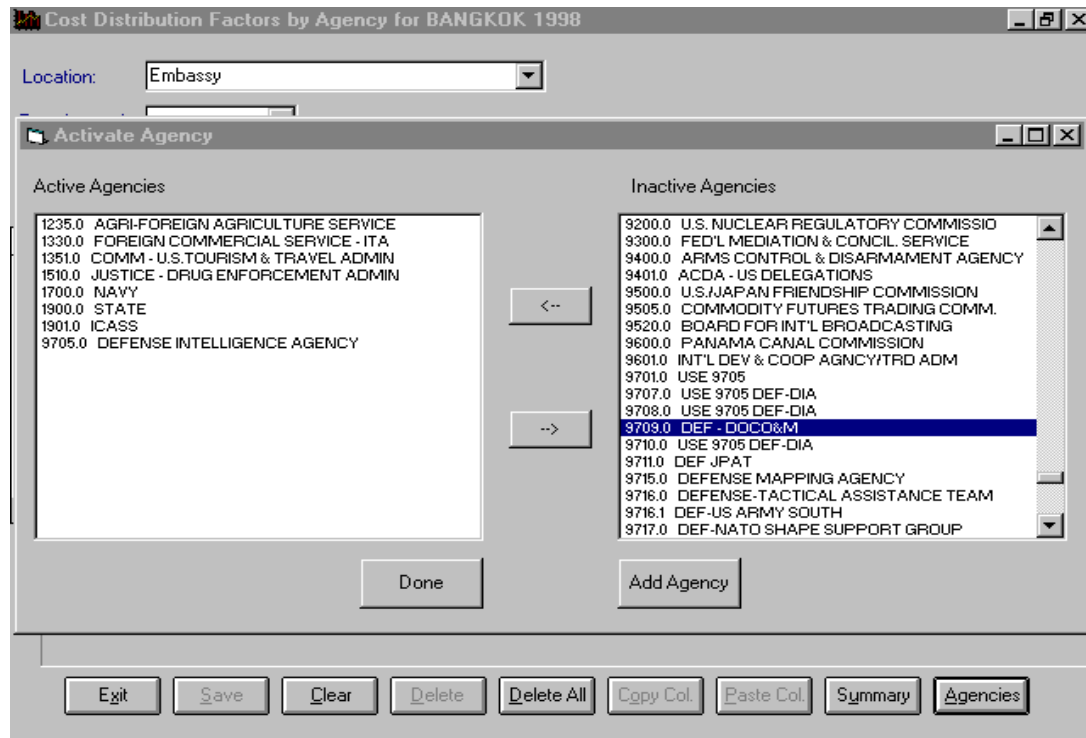 Cost Distribution Factors by Agency for BANGKOK 1998
Location: Embassy
Activate Agency
Active Agencies
1235.0 AGRI-FOREIGN AGRICULTURE SERVICE
1330.0 FOREIGN COMMERCIAL SERVICE - ITA
1351.0 COMM - U.S.TOURISM & TRAVEL ADMIN
1510.0 JUSTICE - DRUG ENFORCEMENT ADMIN
1700.0 NAVY
1900.0 STATE
1901.0 ICASS
9705.0 DEFENSE INTELLIGENCE AGENCY
<--
-->
Inactive Agencies
9200.0 U.S. NUCLEAR REGULATORY COMMISSIO
9300.0 FED'L MEDIATION & CONCIL. SERVICE
9400.0 ARMS CONTROL & DISARMAMENT AGENCY
9401.0 ACDA - US DELEGATIONS
9500.0 U.S./JAPAN FRIENDSHIP COMMISSION
9505.0 COMMODITY FUTURES TRADING COMM.
9520.0 BOARD FOR INT'L BROADCASTING
9600.0 PANAMA CANAL COMMISSION
9601.0 INT'L DEV & COOP AGNCY/TRD ADM
9701.0 USE 9705
9707.0 USE 9705 DEF-DIA
9708.0 USE 9705 DEF-DIA
9709.0 DEF - DOCO&M
9710.0 USE 9705 DEF-DIA
9711.0 DEF JPAT
9715.0 DEFENSE MAPPING AGENCY
9716.0 DEFENSE-TACTICAL ASSISTANCE TEAM
9716.1 DEF-US ARMY SOUTH
9717.0 DEF-NATO SHAPE SUPPORT GROUP
Done
Add Agency
Exit Save Clear Delete Delete All Copy Col. Paste Col. Summary Agencies